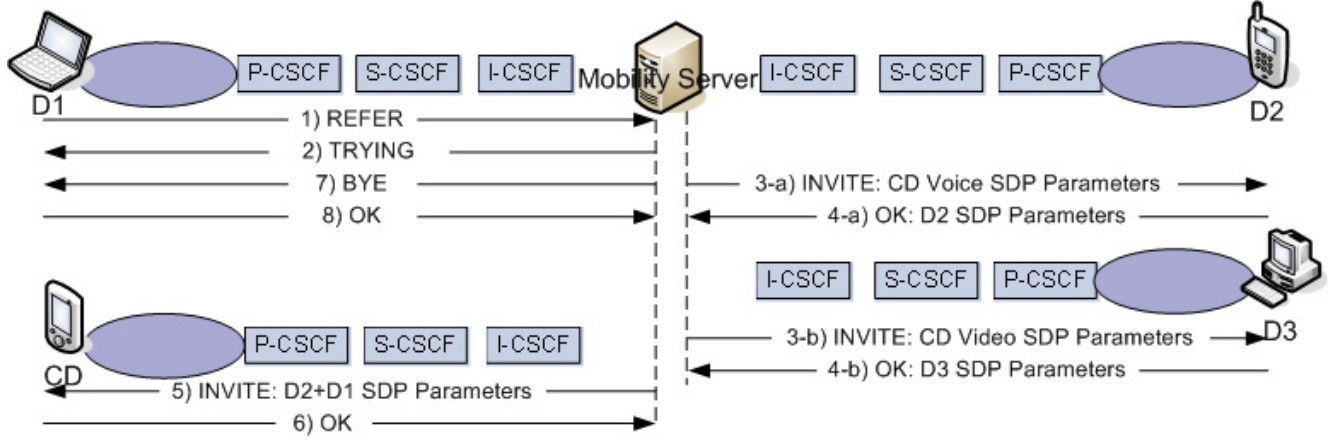 P-CSCF S-CSCF I-CSCF Mobility Server I-CSCF S-CSCF P-CSCF
D1 D2
1) REFER
2) TRYING
7) BYE 3-a) INVITE: CD Voice SDP Parameters
8) OK 4-a) OK: D2 SDP Parameters
I-CSCF S-CSCF P-CSCF
D3
3-b) INVITE: CD Video SDP Parameters
P-CSCF S-CSCF I-CSCF
CD 4-b) OK: D3 SDP Parameters
5) INVITE: D2+D1 SDP Parameters
6) OK